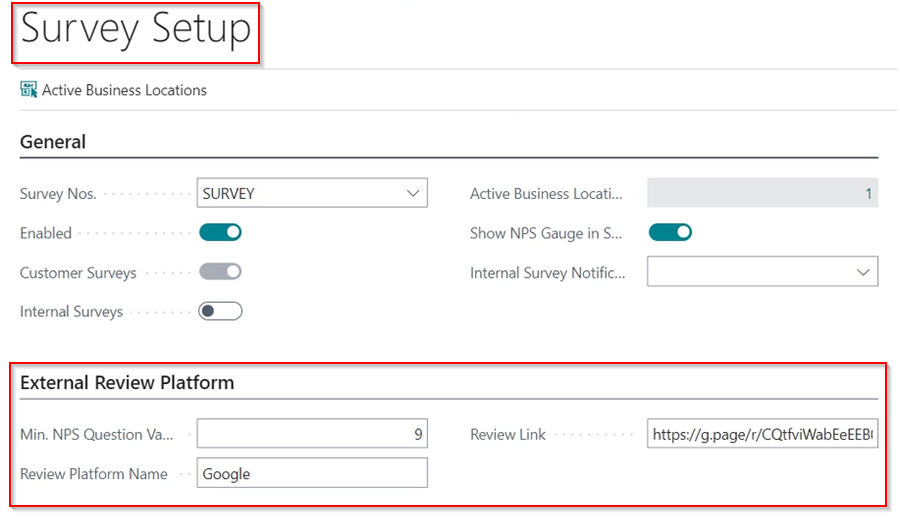 Survey Setup
Active Business Locations
General
Survey Nos. SURVEY
Active Business Locati... 1
Enabled
Show NPS Gauge in S...
Customer Surveys
Internal Survey Notific...
Internal Surveys
External Review Platform
Min. NPS Question Va... 9
Review Link https://g.page/r/CQtfviWabEeEEB
Review Platform Name Google